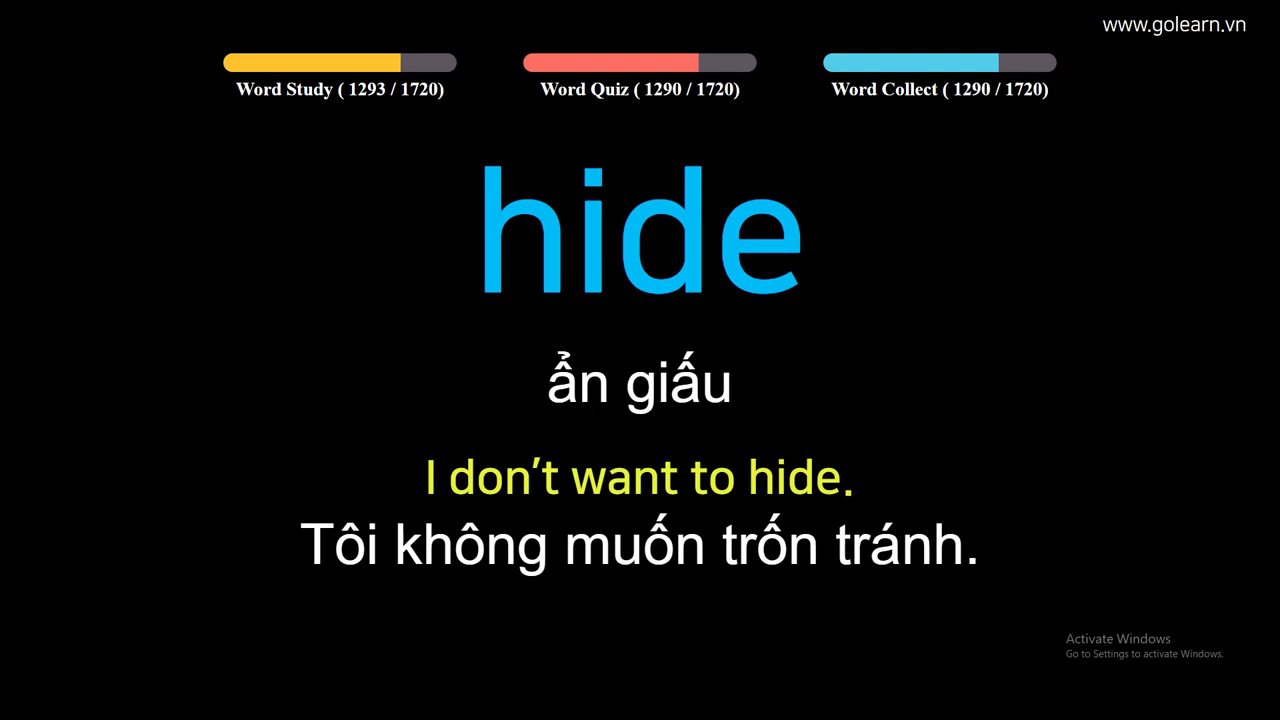 www.golearn.vn
Word Study ( 1293 / 1720)
Word Quiz ( 1290 / 1720)
Word Collect ( 1290 / 1720)
hide
ẩn giấu
I don't want to hide.
Tôi không muốn trốn tránh.
Activate Windows
Go to Settings to activate Windows.